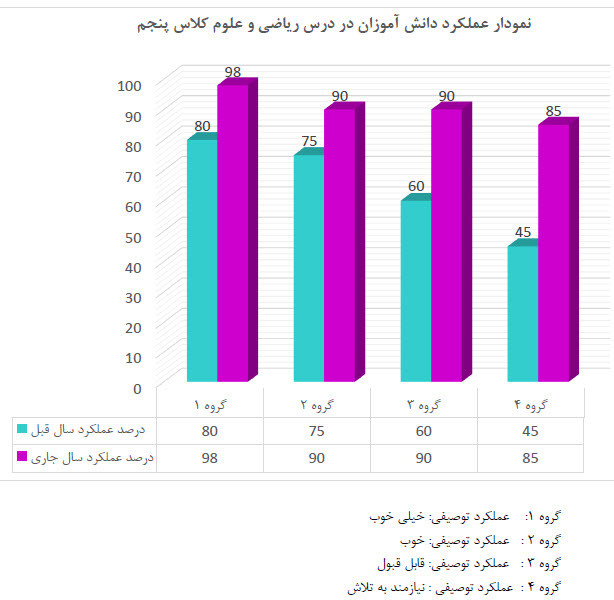 نمودار عملکرد دانش آموزان در درس ریاضی و علوم کلاس پنجم
98
100
90
90
90
85
80
80
75
70
60
60
50
45
40
30
20
10
0
گروه ۱ گروه ۲ گروه ۳ گروه ۴
درصد عملکرد سال قبل 80 75 60 45
درصد عملکرد سال جاری 98 90 90 85
گروه ۱: عملکرد توصیفی: خیلی خوب
گروه ۲ : عملکرد توصیفی: خوب
گروه ۳ : عملکرد توصیفی: قابل قبول
گروه ۴ : عملکرد توصیفی : نیازمند به تلاش